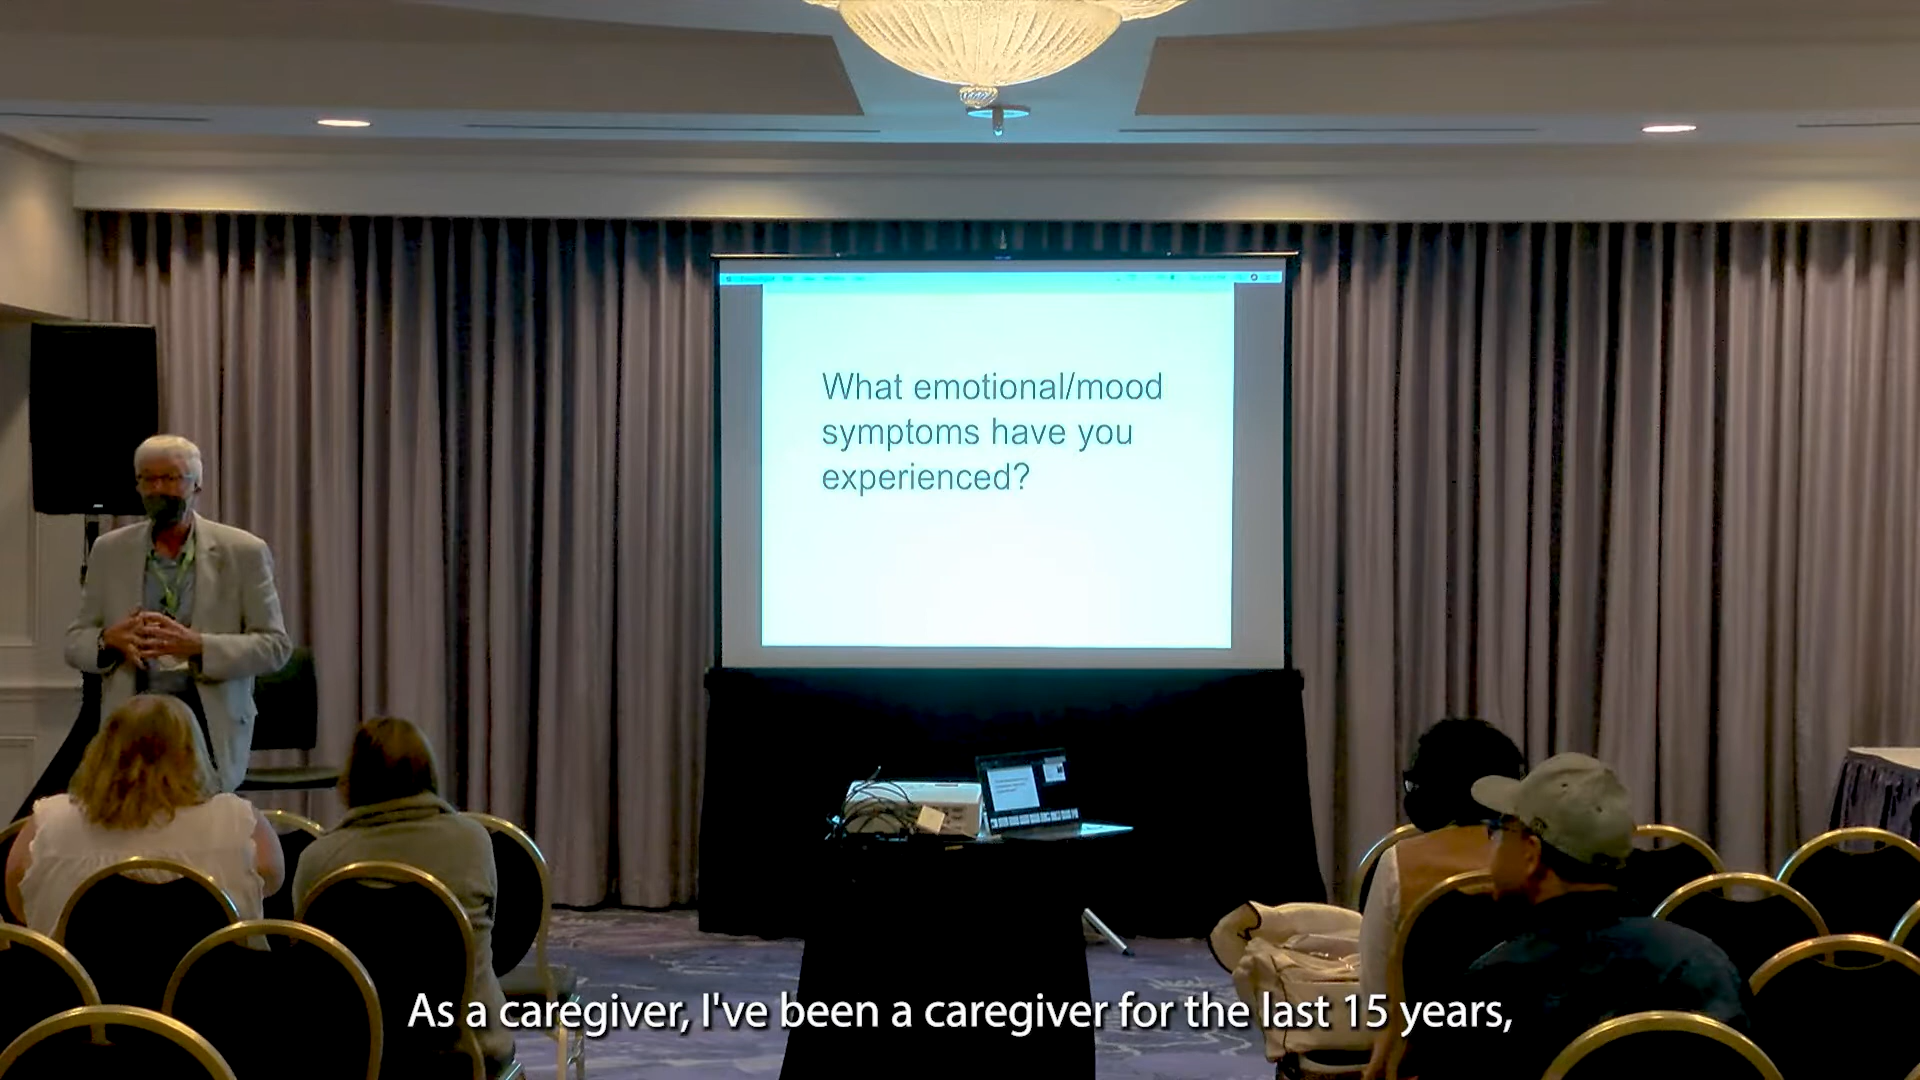 What emotional/mood
symptoms have you
experienced?
As a caregiver, I've been a caregiver for the last 15 years,